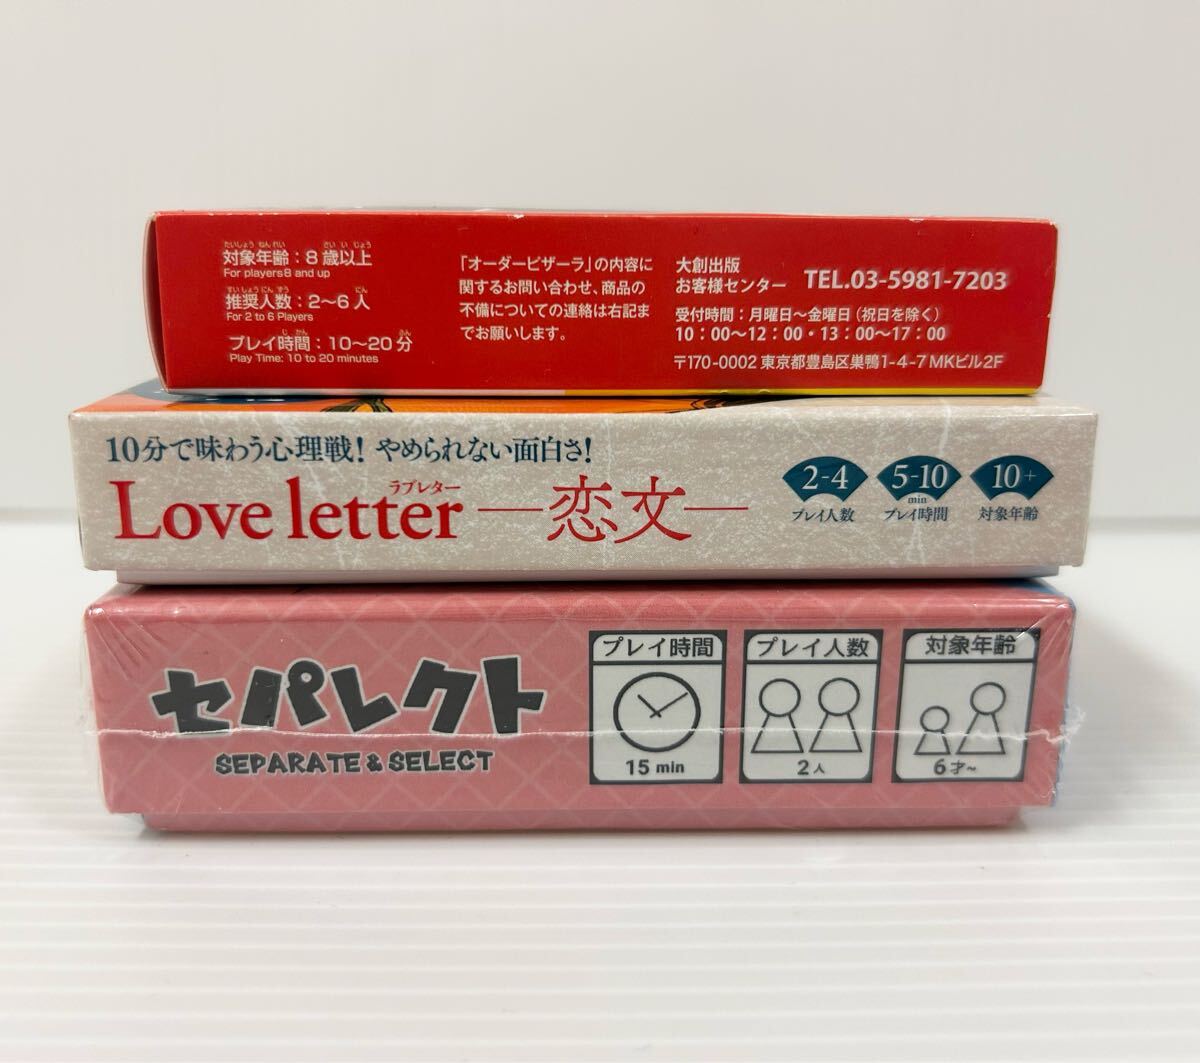 たいしょう ねんれい さい い じょう
対象年齢：8歳以上
For players8 and up
すいしょうにんずう にん
推奨人数：2〜6人
For 2 to 6 Players
じ かん ぷん
プレイ時間：10〜20分
Play Time: 10 to 20 minutes
「オーダービザーラ」の内容に
関するお問い合わせ、商品の
不備についての連絡は右記ま
でお願いします。
大創出版
お客様センター TEL.03-5981-7203
受付時間：月曜日〜金曜日（祝日を除く）
10：00〜12：00・13：00〜17：00
〒170-0002 東京都豊島区巣鴨1-4-7 MKビル2F
10分で味わう心理戦！やめられない面白さ！
ラブレター
Love letter ―恋文―
2-4
プレイ人数
5-10
min
プレイ時間
10+
対象年齢
セパレクト
SEPARATE & SELECT
プレイ時間
15 min
プレイ人数
2人
対象年齢
6才~